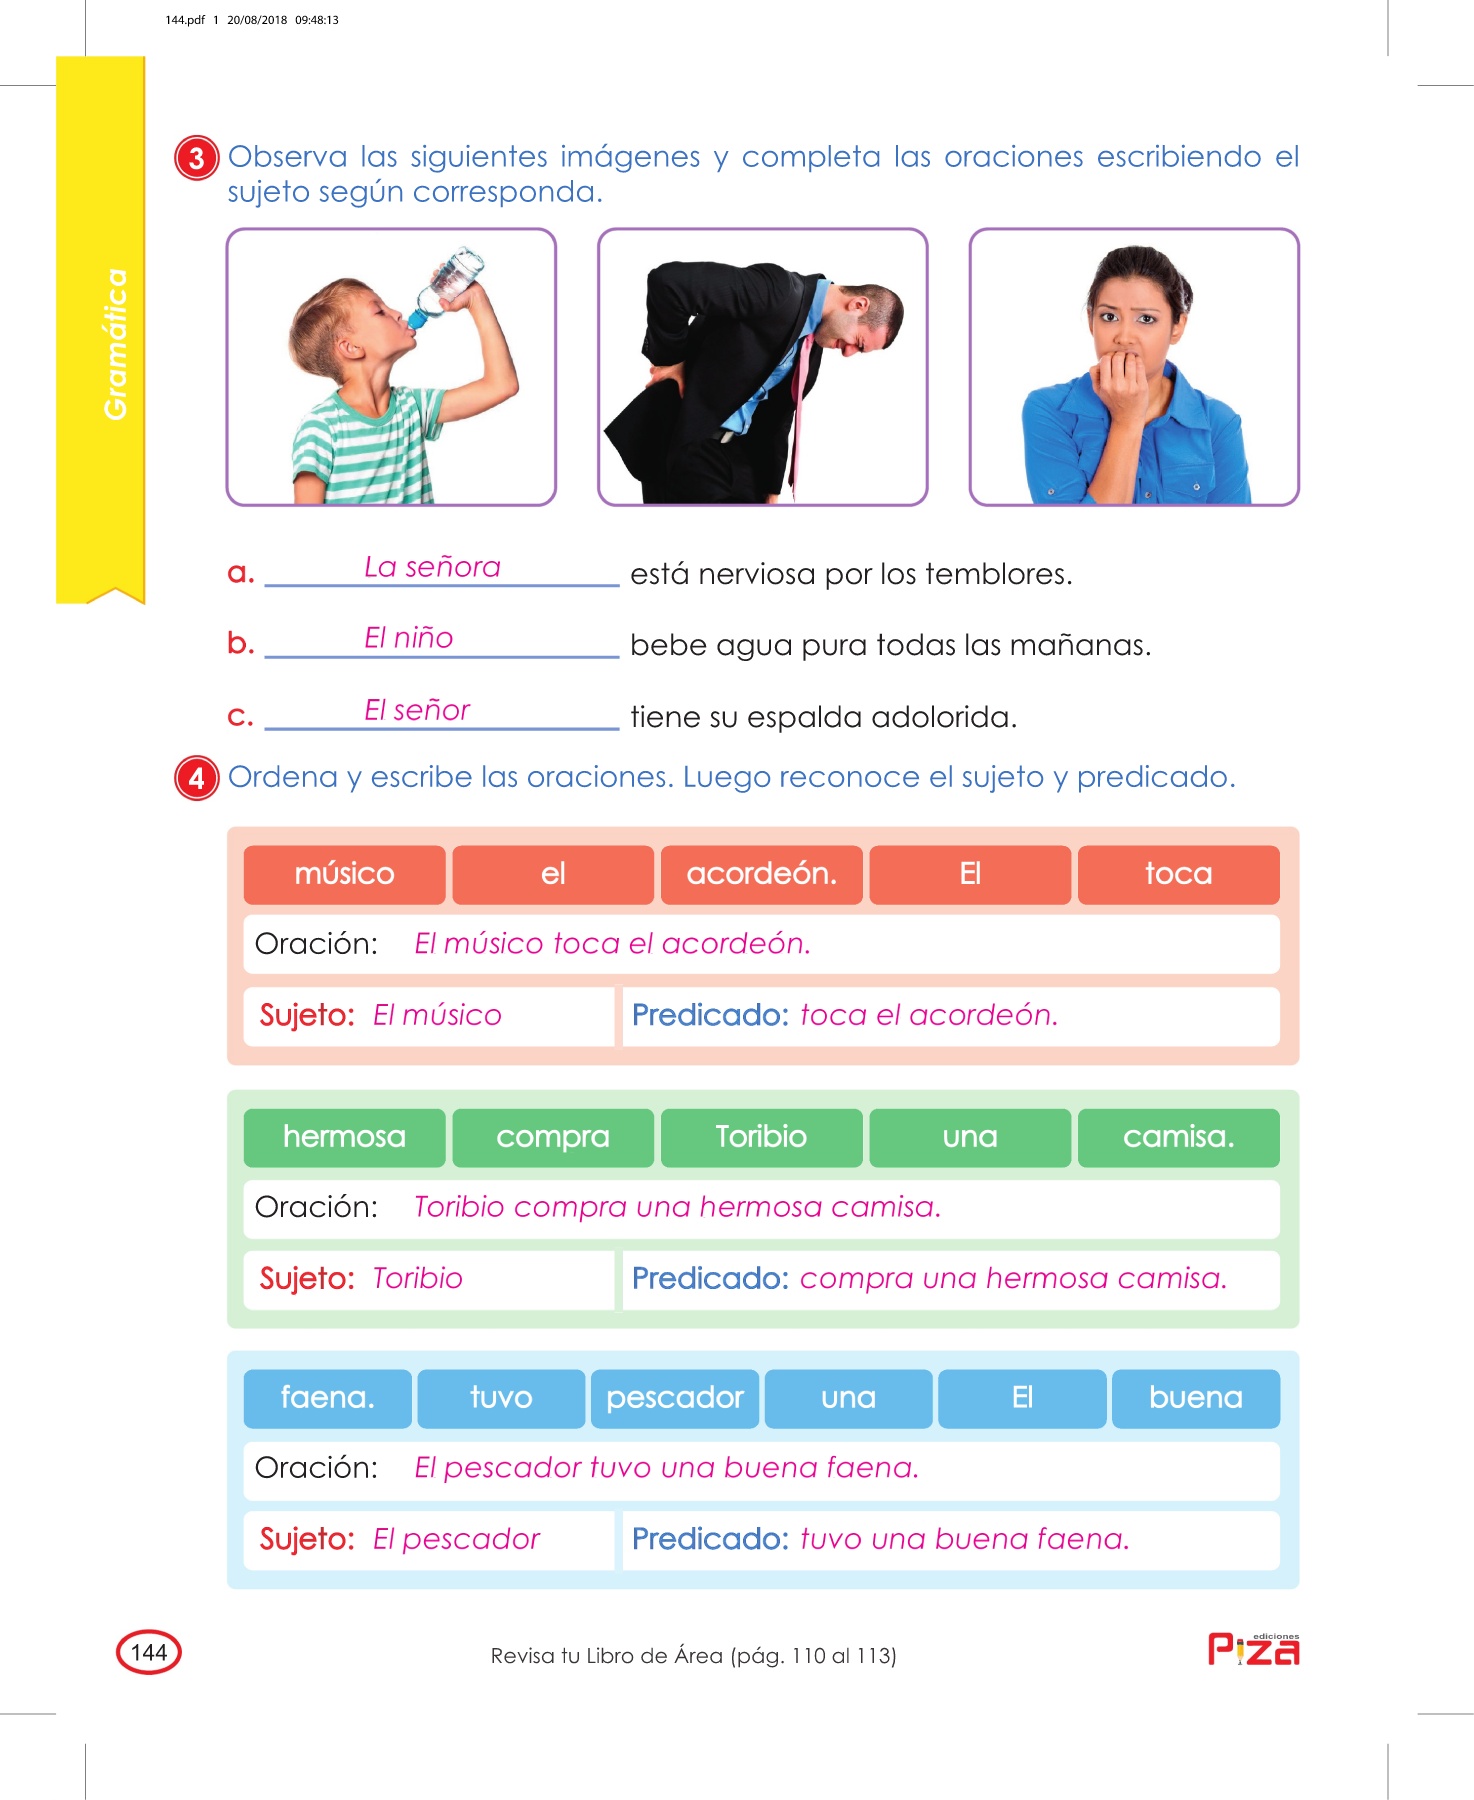 144.pdf 1 20/08/2018 09:48:13
Gramática
3 Observa las siguientes imágenes y completa las oraciones escribiendo el
sujeto según corresponda.
a. La señora está nerviosa por los temblores.
b. El niño bebe agua pura todas las mañanas.
c. El señor tiene su espalda adolorida.
4 Ordena y escribe las oraciones. Luego reconoce el sujeto y predicado.
músico el acordeón. El toca
Oración: El músico toca el acordeón.
Sujeto: El músico Predicado: toca el acordeón.
hermosa compra Toribio una camisa.
Oración: Toribio compra una hermosa camisa.
Sujeto: Toribio Predicado: compra una hermosa camisa.
faena. tuvo pescador una El buena
Oración: El pescador tuvo una buena faena.
Sujeto: El pescador Predicado: tuvo una buena faena.
144 Revisa tu Libro de Área (pág. 110 al 113)
ediciones
Piza